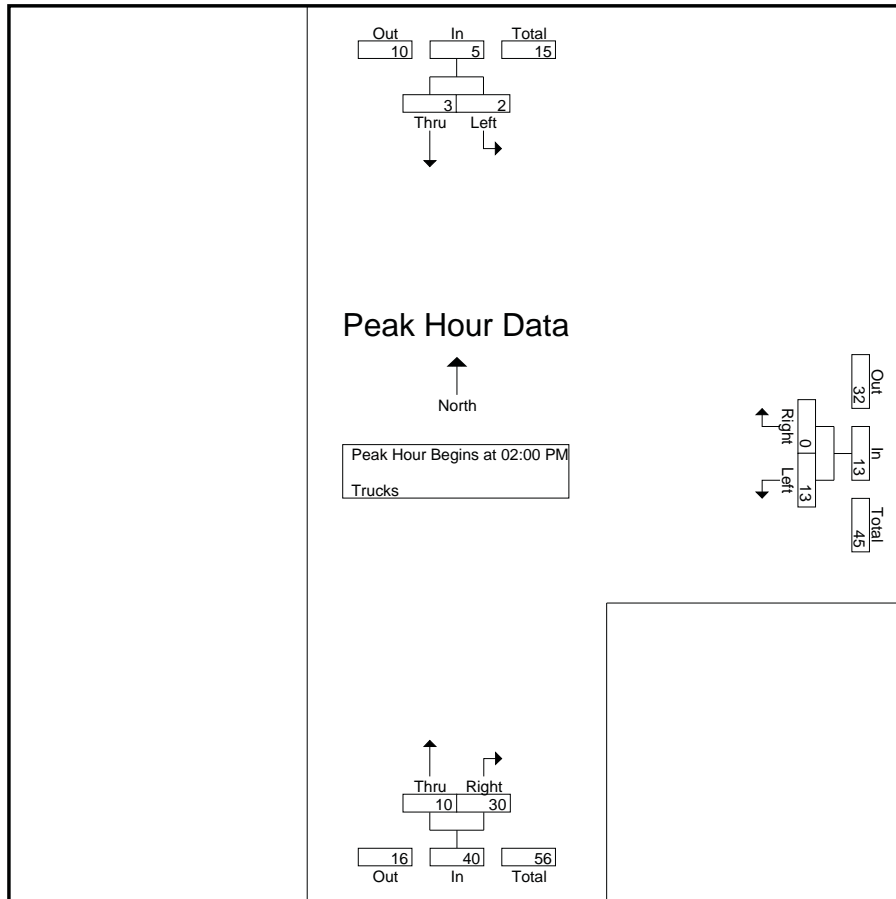 Out In Total
10 5 15
3 2
Thru Left
Peak Hour Data
North
Peak Hour Begins at 02:00 PM
Trucks
Out
32
In
13
Total
45
Right
0
Left
13
Thru Right
10 30
16 40 56
Out In Total